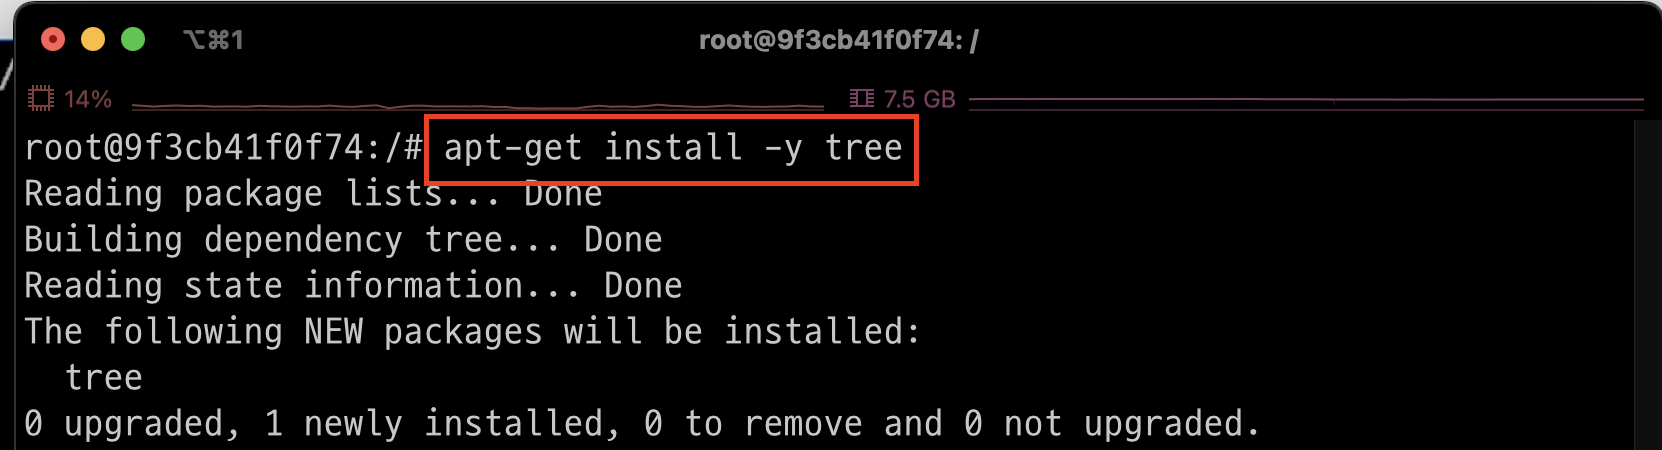 ⌥⌘1
root@9f3cb41f0f74: /
14%
7.5 GB
root@9f3cb41f0f74:/# apt-get install -y tree
Reading package lists... Done
Building dependency tree... Done
Reading state information... Done
The following NEW packages will be installed:
  tree
0 upgraded, 1 newly installed, 0 to remove and 0 not upgraded.